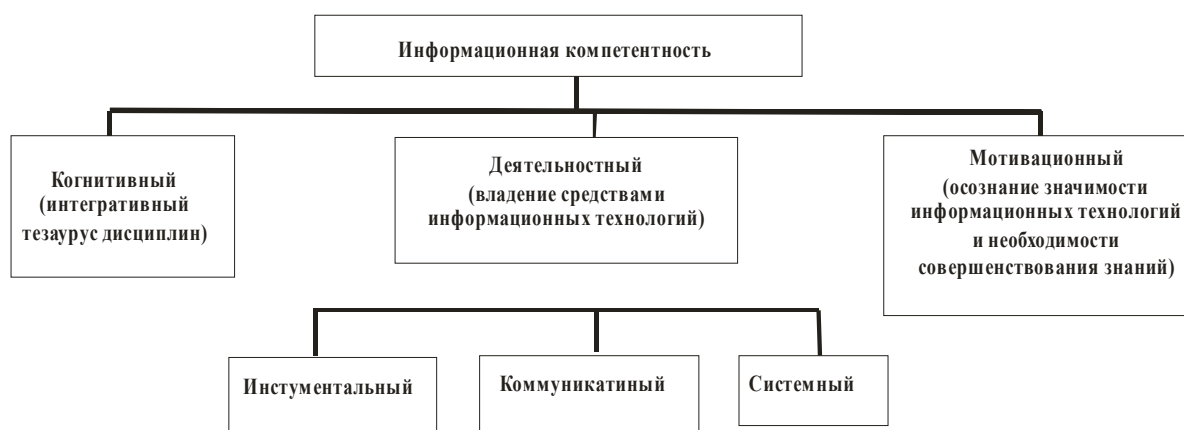 Информационная компетентность
Когнитивный
(интегративный
тезаурус дисциплин)
Деятельностный
(владение средствами
информационных технологий)
Мотивационный
(осознание значимости
информационных технологий
и необходимости
совершенствования знаний)
Инстументальный
Коммуникатиный
Системный